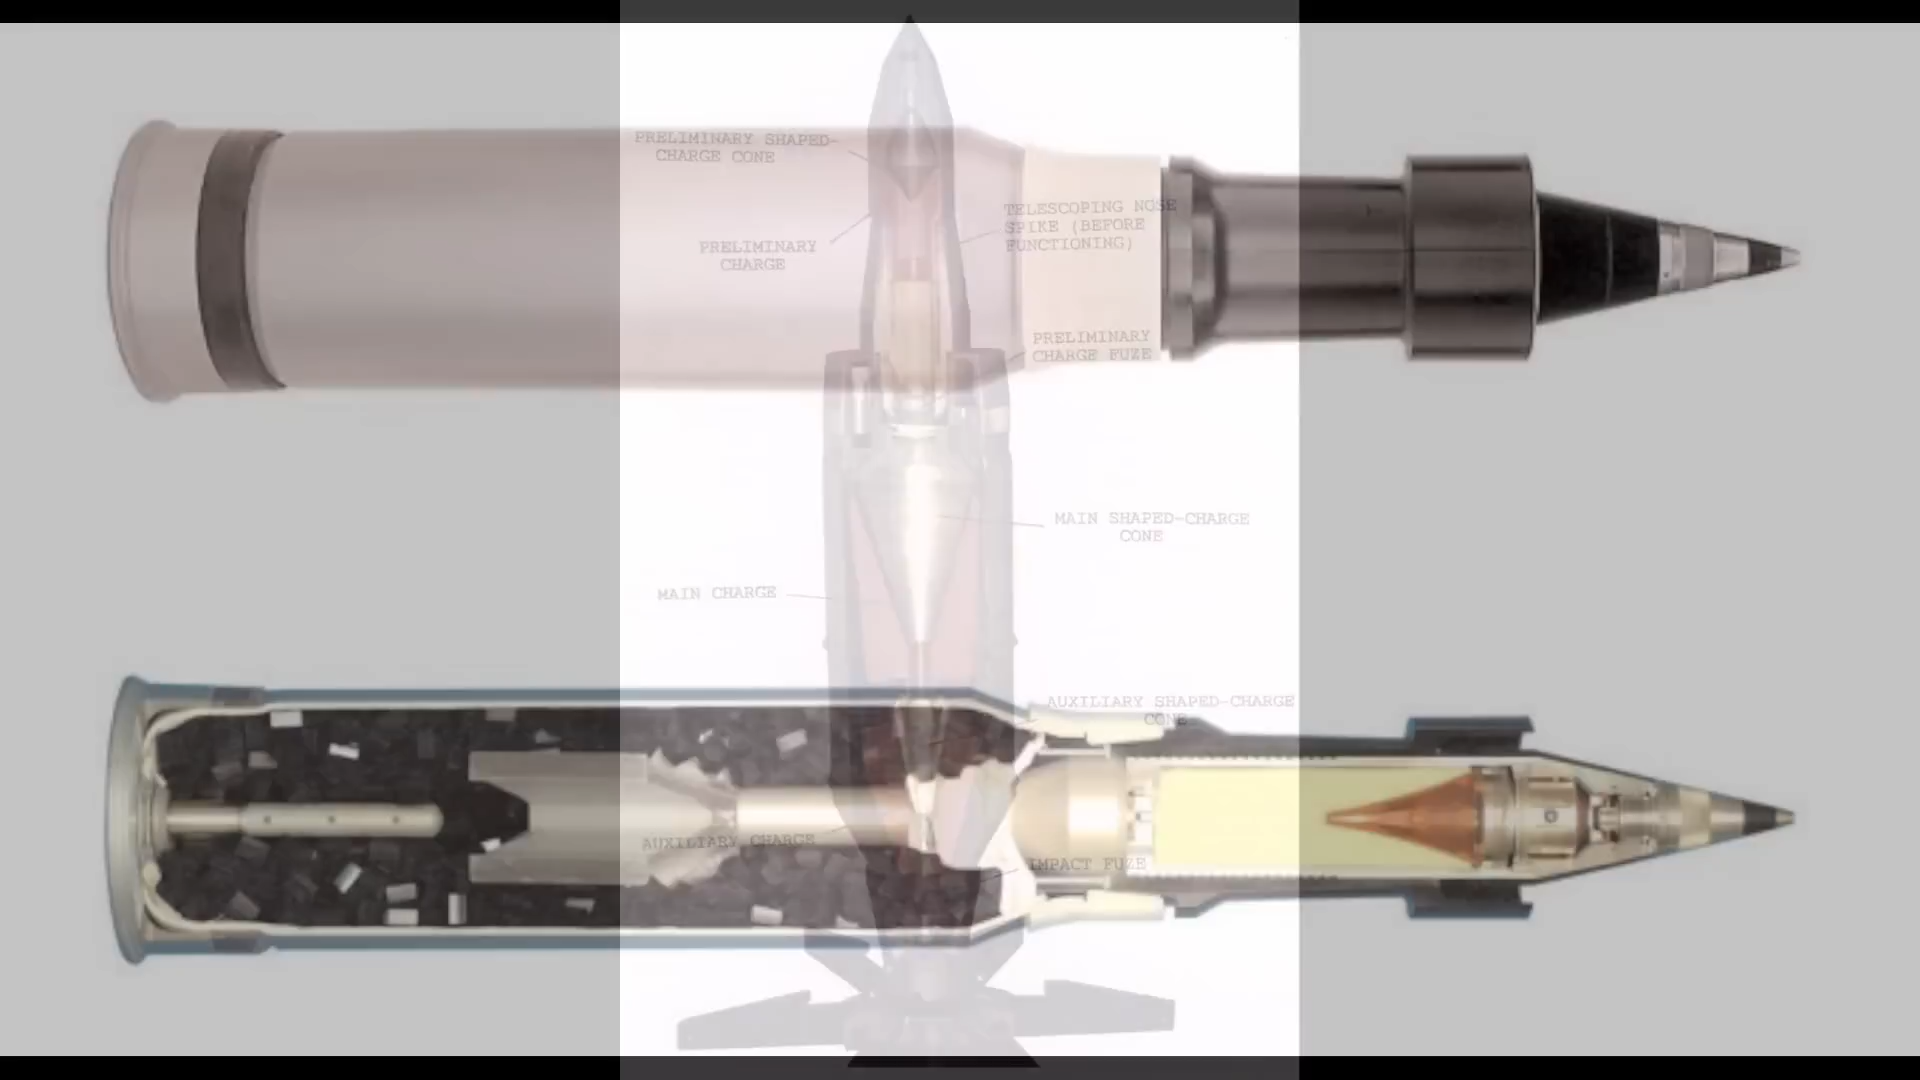 PRELIMINARY SHAPED-
CHARGE CONE
TELESCOPING NOSE
SPIKE (BEFORE
FUNCTIONING)
PRELIMINARY
CHARGE
PRELIMINARY
CHARGE FUZE
MAIN SHAPED-CHARGE
CONE
MAIN CHARGE
AUXILIARY SHAPED-CHARGE
CONE
AUXILIARY CHARGE
IMPACT FUZE